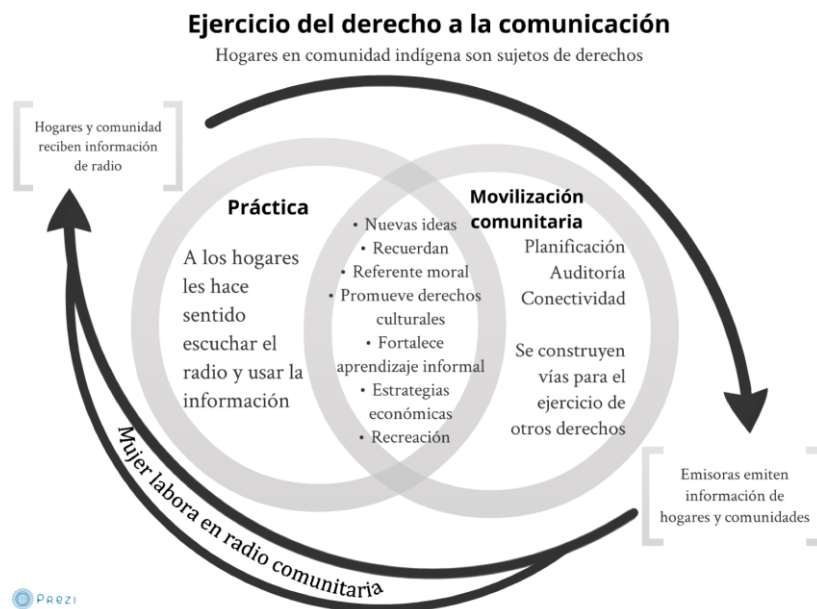 Ejercicio del derecho a la comunicación
Hogares en comunidad indígena son sujetos de derechos
Hogares y comunidad
reciben información
de radio
Práctica
A los hogares
les hace
sentido
escuchar el
radio y usar la
información
• Nuevas ideas
• Recuerdan
• Referente moral
• Promueve derechos
culturales
• Fortalece
aprendizaje informal
• Estrategias
económicas
• Recreación
Movilización
comunitaria
Planificación
Auditoría
Conectividad
Se construyen
vías para el
ejercicio de
otros derechos
Emisoras emiten
información de
hogares y comunidades
Mujer labora en radio comunitaria
Prezi